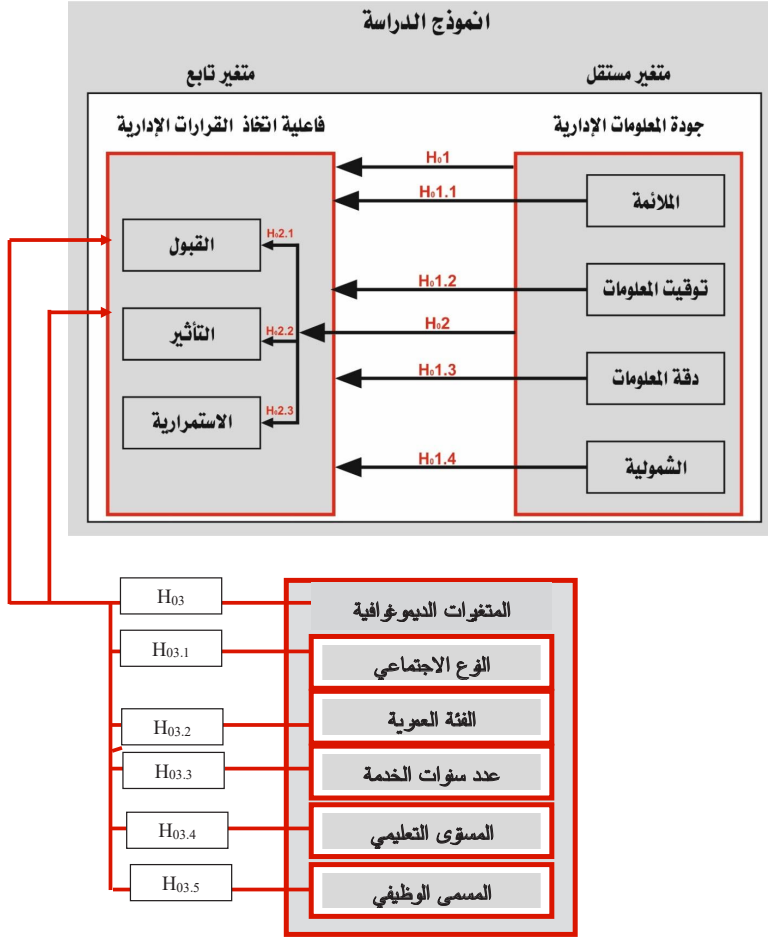 انموذج الدراسة
متغير مستقل
متغير تابع
جودة المعلومات الإدارية
فاعلية اتخاذ القرارات الإدارية
H₀1
الملائمة
H₀1.1
القبول
H₀2.1
توقيت المعلومات
H₀1.2
التأثير
H₀2.2
H₀2
دقة المعلومات
H₀1.3
الاستمرارية
H₀2.3
الشمولية
H₀1.4
المتغيرات الديموغرافية
H03
النوع الاجتماعي
H03.1
الفئة العمرية
H03.2
عدد سنوات الخدمة
H03.3
المستوى التعليمي
H03.4
المسمى الوظيفي
H03.5